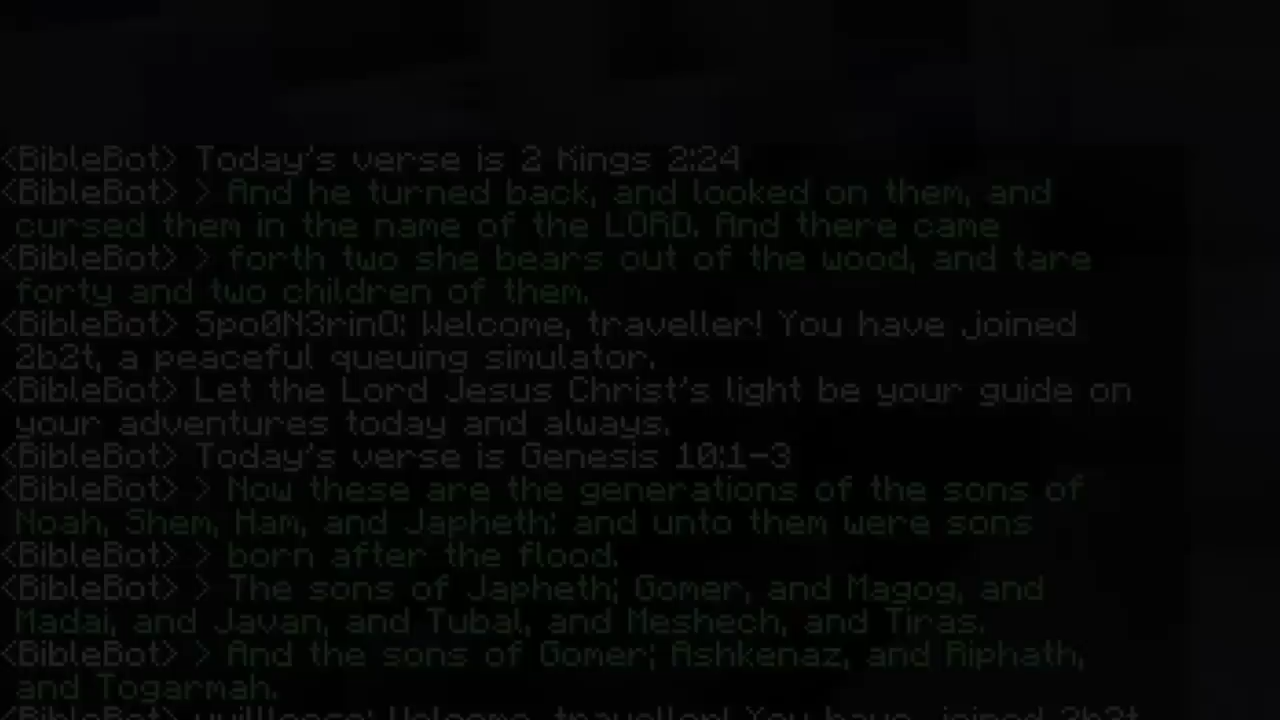 <BibleBot> Today's verse is 2 Kings 2:24
<BibleBot> > And he turned back, and looked on them, and
cursed them in the name of the LORD. And there came
<BibleBot> > forth two she bears out of the wood, and tare
forty and two children of them.
<BibleBot> Spo0N3rin0: Welcome, traveller! You have joined
2b2t, a peaceful queuing simulator.
<BibleBot> Let the Lord Jesus Christ's light be your guide on
your adventures today and always.
<BibleBot> Today's verse is Genesis 10:1-3
<BibleBot> > Now these are the generations of the sons of
Noah, Shem, Ham, and Japheth: and unto them were sons
<BibleBot> > born after the flood.
<BibleBot> > The sons of Japheth; Gomer, and Magog, and
Madai, and Javan, and Tubal, and Meshech, and Tiras.
<BibleBot> > And the sons of Gomer; Ashkenaz, and Riphath,
and Togarmah.
<BibleBot> Welcome, traveller! You have joined 2b2t